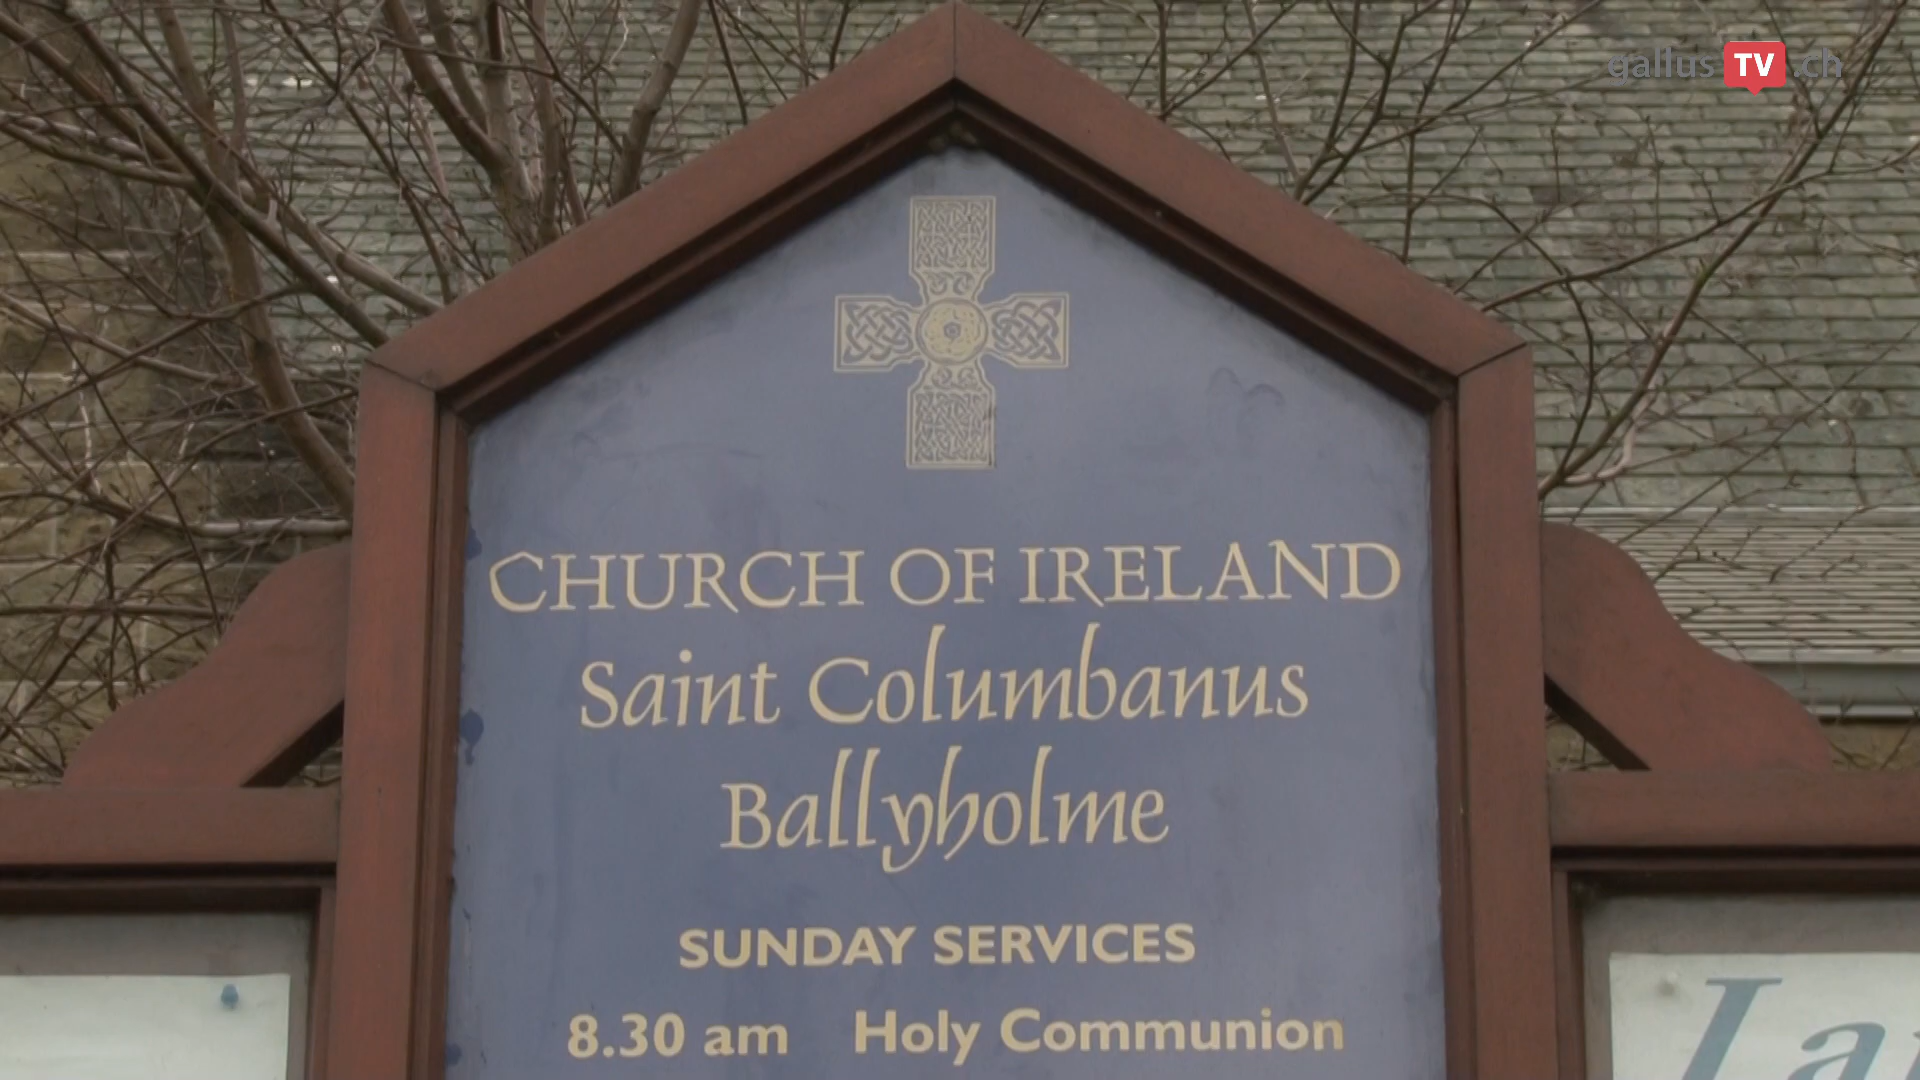 gallus TV .ch
CHURCH OF IRELAND
Saint Columbanus
Ballyholme
SUNDAY SERVICES
8.30 am Holy Communion